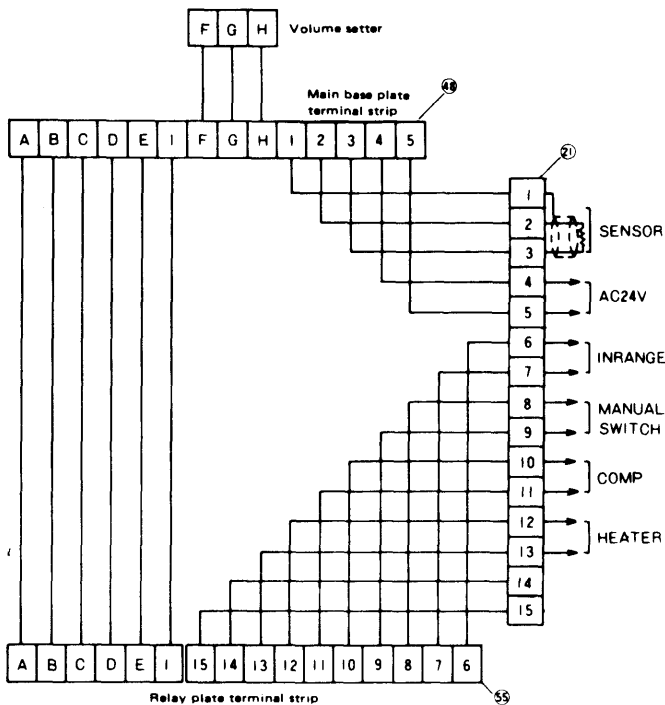 F G H Volume setter
Main base plate
terminal strip
48
A B C D E I F G H 1 2 3 4 5
21
1
2
3
SENSOR
4
5
AC24V
6
7
INRANGE
8
9
MANUAL
SWITCH
10
11
COMP
12
13
HEATER
14
15
A B C D E I 15 14 13 12 11 10 9 8 7 6
Relay plate terminal strip
55